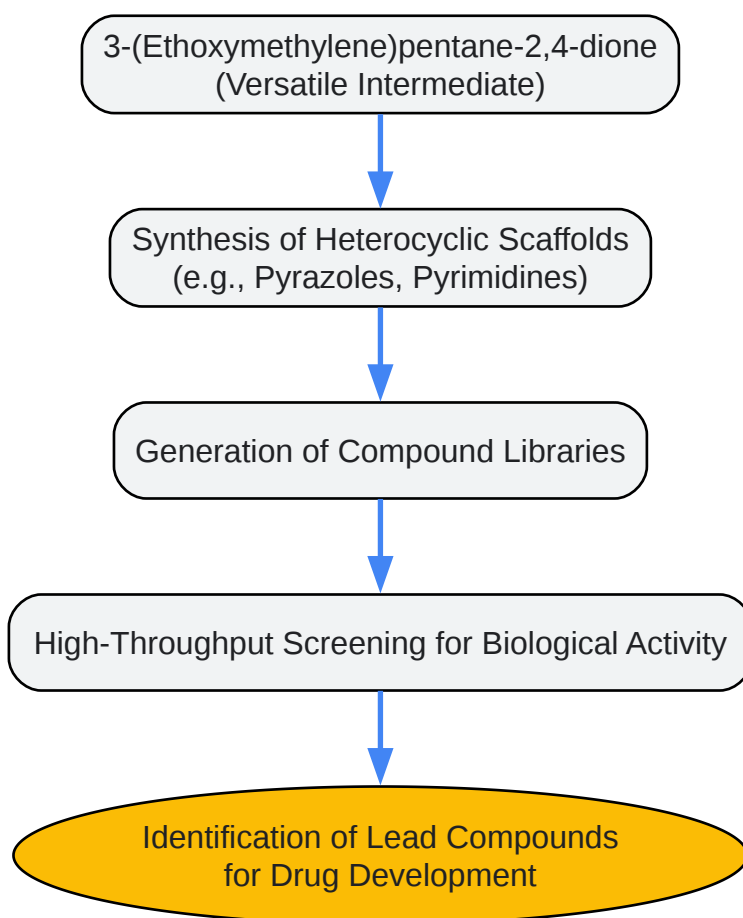 3-(Ethoxymethylene)pentane-2,4-dione
(Versatile Intermediate)
Synthesis of Heterocyclic Scaffolds
(e.g., Pyrazoles, Pyrimidines)
Generation of Compound Libraries
High-Throughput Screening for Biological Activity
Identification of Lead Compounds
for Drug Development